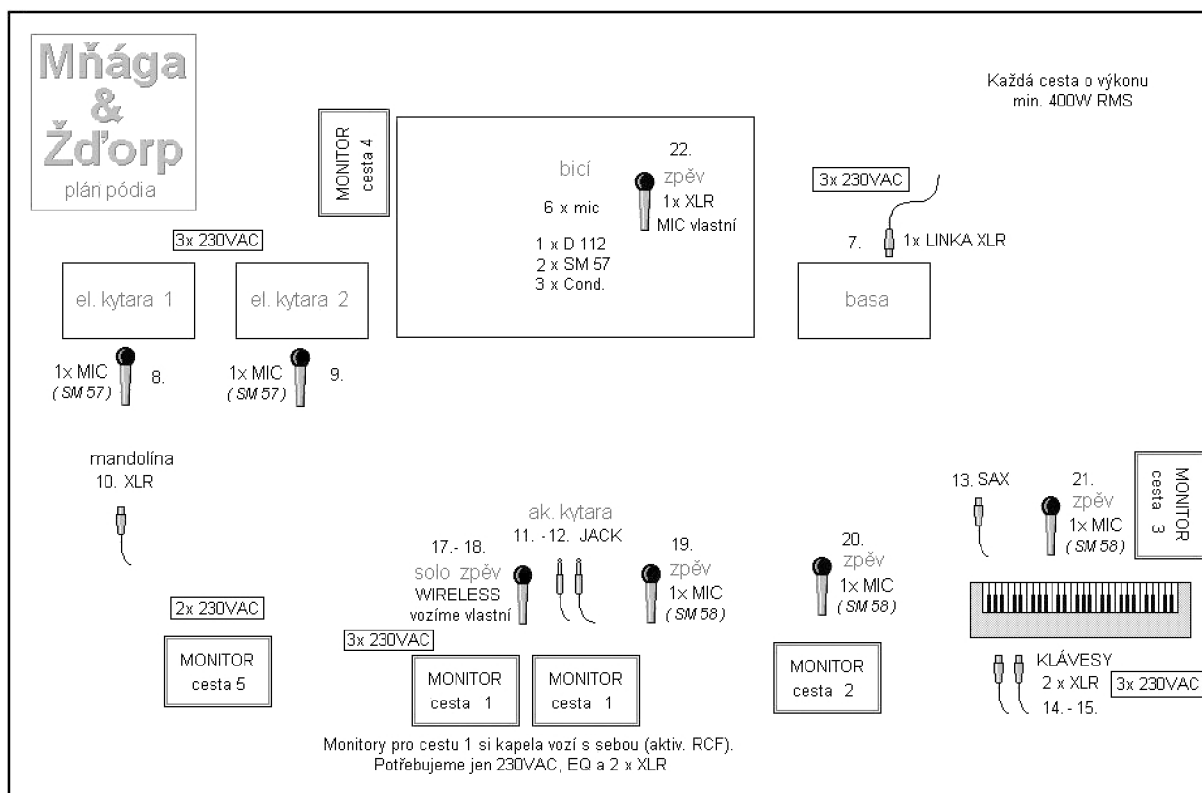 Mňága
&
Žďorp
plán pódia
Každá cesta o výkonu
min. 400W RMS
MONITOR
cesta 4
bicí
6 x mic
1 x D 112
2 x SM 57
3 x Cond.
22.
zpěv
1x XLR
MIC vlastní
3x 230VAC
7.
1x LINKA XLR
basa
3x 230VAC
el. kytara 1
el. kytara 2
1x MIC
(SM 57)
8.
1x MIC
(SM 57)
9.
mandolína
10. XLR
ak. kytara
11. -12. JACK
17.- 18.
solo zpěv
WIRELESS
vozíme vlastní
19.
zpěv
1x MIC
(SM 58)
20.
zpěv
1x MIC
(SM 58)
13. SAX
21.
zpěv
1x MIC
(SM 58)
MONITOR
cesta 3
2x 230VAC
MONITOR
cesta 5
3x 230VAC
MONITOR
cesta 1
MONITOR
cesta 1
MONITOR
cesta 2
KLÁVESY
2 x XLR
14. - 15.
3x 230VAC
Monitory pro cestu 1 si kapela vozí s sebou (aktiv. RCF).
Potřebujeme jen 230VAC, EQ a 2 x XLR